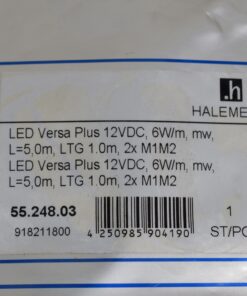 .h
HALEME
LED Versa Plus 12VDC, 6W/m, mw,
L=5,0m, LTG 1.0m, 2x M1M2
LED Versa Plus 12VDC, 6W/m, mw,
L=5,0m, LTG 1.0m, 2x M1M2
55.248.03
1
918211800
4 250985 904190
ST/PC